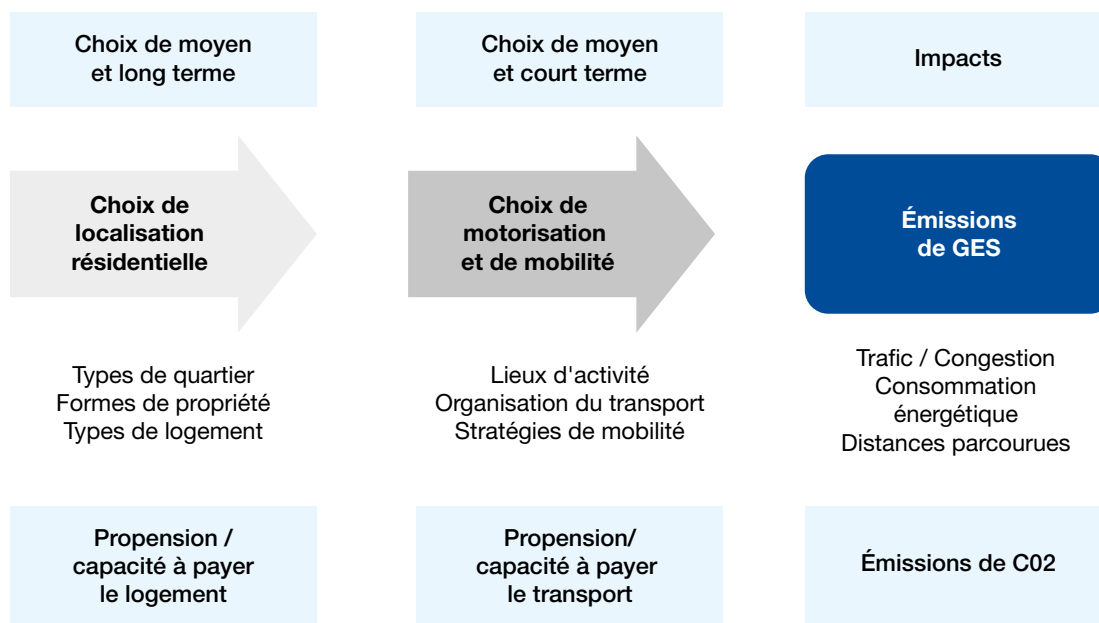 Choix de moyen
et long terme
Choix de moyen
et court terme
Impacts
Choix de
localisation
résidentielle
Choix de
motorisation
et de mobilité
Émissions
de GES
Types de quartier
Formes de propriété
Types de logement
Lieux d'activité
Organisation du transport
Stratégies de mobilité
Trafic / Congestion
Consommation
énergétique
Distances parcourues
Propension /
capacité à payer
le logement
Propension/
capacité à payer
le transport
Émissions de C02